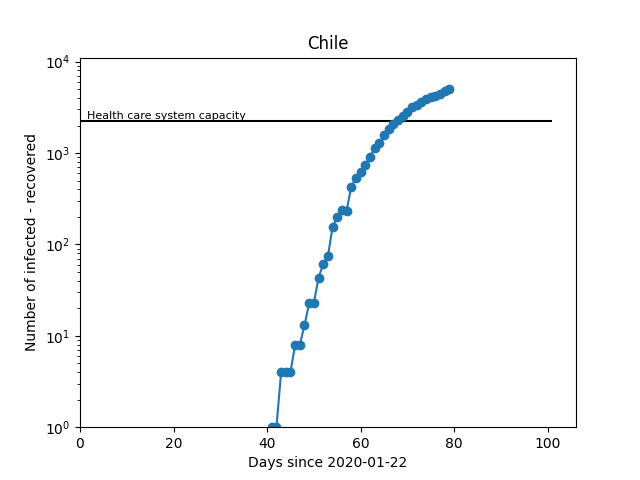 Chile
10^4
Health care system capacity
10^3
10^2
10^1
10^0
Number of infected - recovered
0 20 40 60 80 100
Days since 2020-01-22